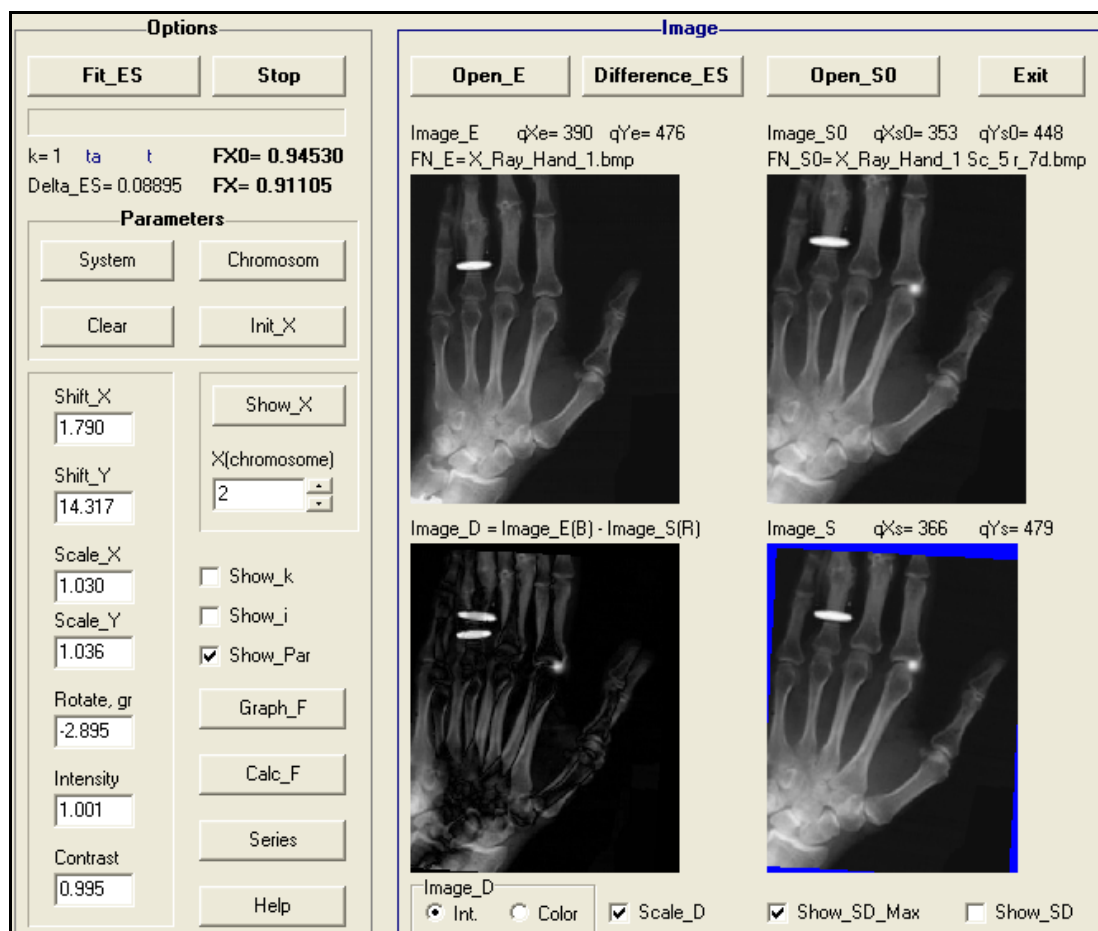 Options
Fit_ES Stop
k= 1 ta t FX0= 0.94530
Delta_ES= 0.08895 FX= 0.91105
Parameters
System Chromosom
Clear Init_X
Shift_X
1.790
Shift_Y
14.317
Scale_X
1.030
Scale_Y
1.036
Rotate, gr
-2.895
Intensity
1.001
Contrast
0.995
Show_X
X(chromosome)
2
Show_k
Show_i
Show_Par
Graph_F
Calc_F
Series
Help
Image
Open_E Difference_ES Open_S0 Exit
Image_E qXe= 390 qYe= 476
FN_E= X_Ray_Hand_1.bmp
Image_S0 qXs0= 353 qYs0= 448
FN_S0= X_Ray_Hand_1 Sc_5 r_7d.bmp
Image_D = Image_E(B) - Image_S(R)
Image_S qXs= 366 qYs= 479
Image_D
Int. Color Scale_D Show_SD_Max Show_SD